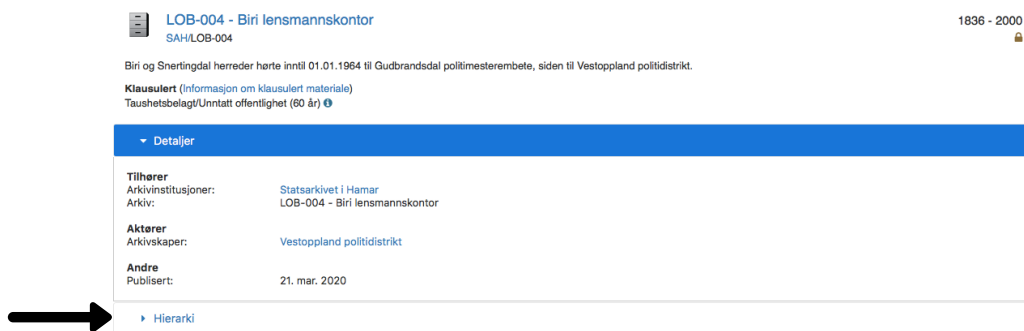 LOB-004 - Biri lensmannskontor
1836 - 2000
SAH/LOB-004
Biri og Snertingdal herreder hørte inntil 01.01.1964 til Gudbrandsdal politimesterembete, siden til Vestoppland politidistrikt.
Klausulert (Informasjon om klausulert materiale)
Taushetsbelagt/Unntatt offentlighet (60 år)
Detaljer
Tilhører
Arkivinstitusjoner: Statsarkivet i Hamar
Arkiv: LOB-004 - Biri lensmannskontor
Aktører
Arkivskaper: Vestoppland politidistrikt
Andre
Publisert: 21. mar. 2020
Hierarki